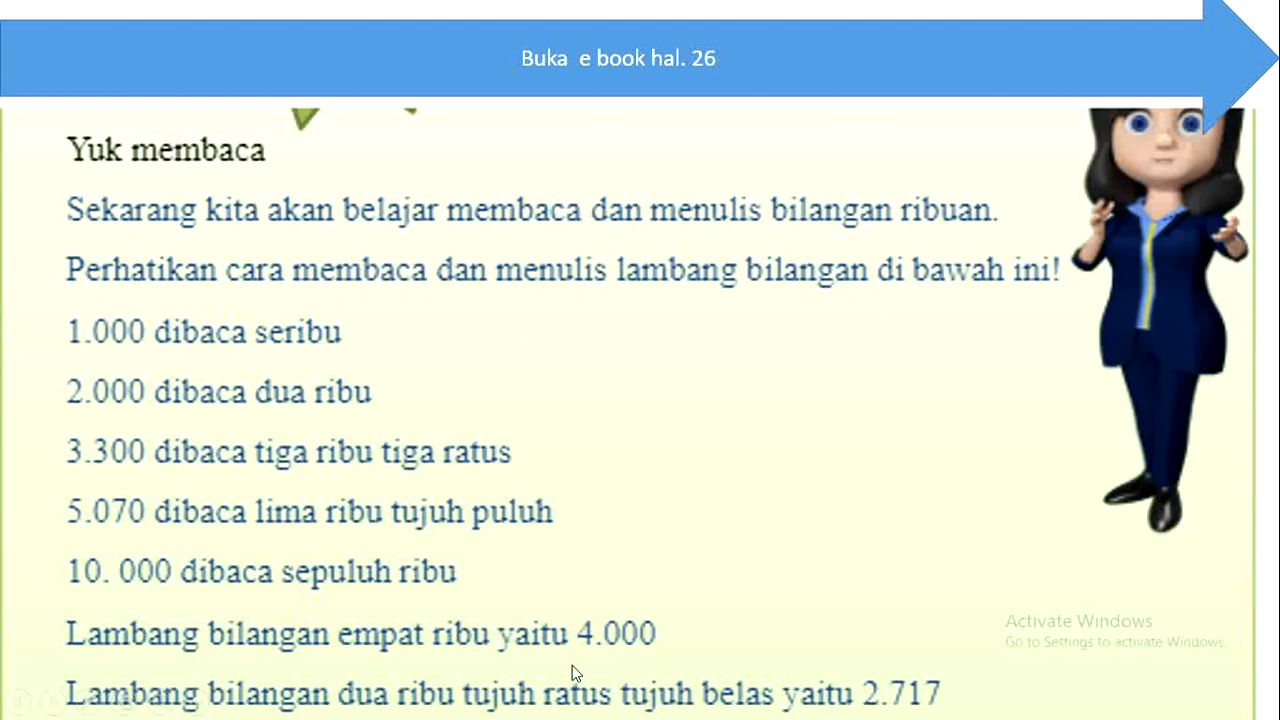 Buka e book hal. 26
Yuk membaca
Sekarang kita akan belajar membaca dan menulis bilangan ribuan.
Perhatikan cara membaca dan menulis lambang bilangan di bawah ini!
1.000 dibaca seribu
2.000 dibaca dua ribu
3.300 dibaca tiga ribu tiga ratus
5.070 dibaca lima ribu tujuh puluh
10. 000 dibaca sepuluh ribu
Lambang bilangan empat ribu yaitu 4.000
Lambang bilangan dua ribu tujuh ratus tujuh belas yaitu 2.717
Activate Windows
Go to Settings to activate Windows.